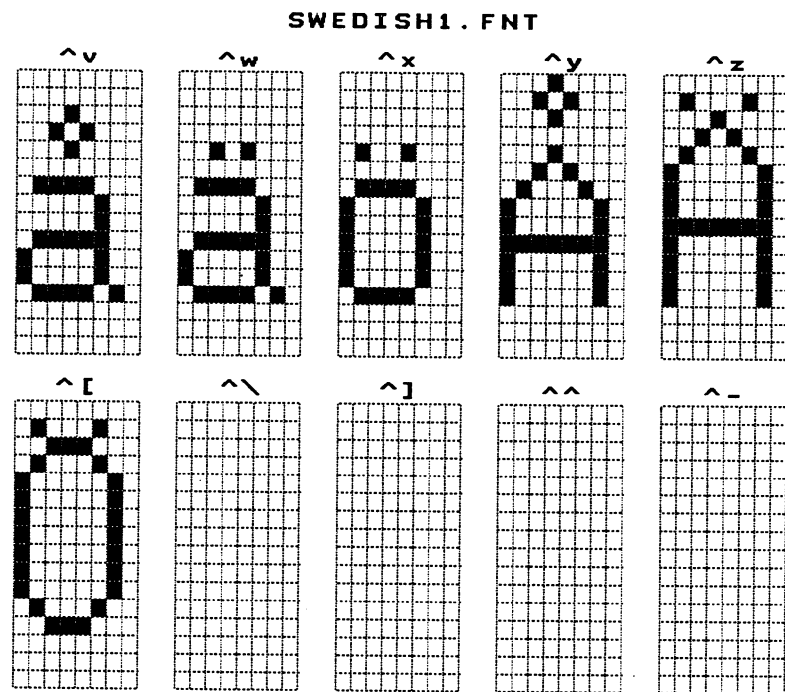 SWEDISH1.FNT
^v ^w ^x ^y ^z
å ä ö Å Ä
^[ ^\ ^] ^^ ^_
Ö